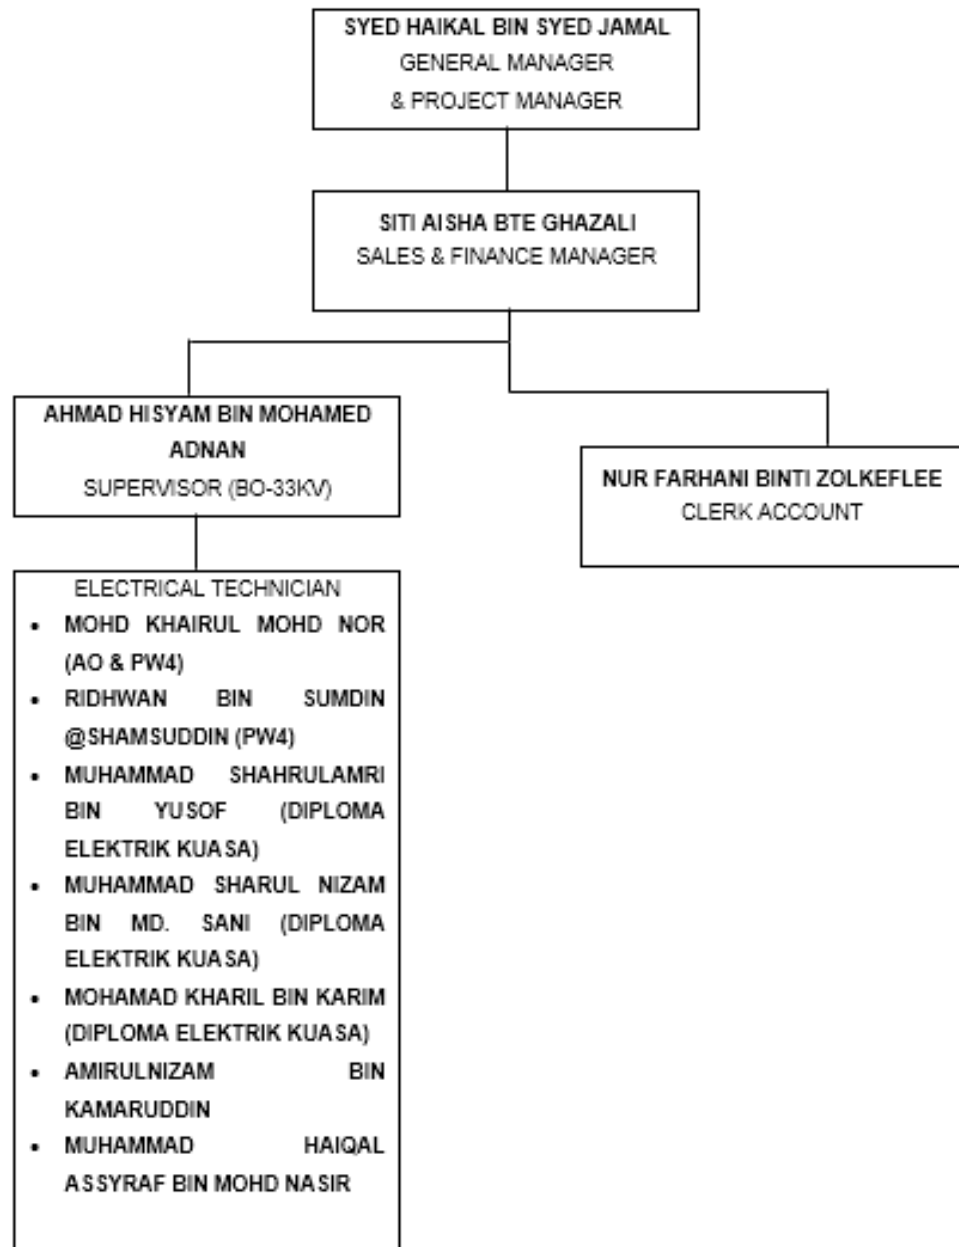 SYED HAIKAL BIN SYED JAMAL
GENERAL MANAGER
& PROJECT MANAGER
SITI AISHA BTE GHAZALI
SALES & FINANCE MANAGER
AHMAD HISYAM BIN MOHAMED
ADNAN
SUPERVISOR (BO-33KV)
NUR FARHANI BINTI ZOLKEFLEE
CLERK ACCOUNT
ELECTRICAL TECHNICIAN
• MOHD KHAIRUL MOHD NOR
(AO & PW4)
• RIDHWAN BIN SUMDIN
@SHAMSUDDIN (PW4)
• MUHAMMAD SHAHRULAMRI
BIN YUSOF (DIPLOMA
ELEKTRIK KUASA)
• MUHAMMAD SHARUL NIZAM
BIN MD. SANI (DIPLOMA
ELEKTRIK KUASA)
• MOHAMAD KHARIL BIN KARIM
(DIPLOMA ELEKTRIK KUASA)
• AMIRULNIZAM BIN
KAMARUDDIN
• MUHAMMAD HAIQAL
ASSYRAF BIN MOHD NASIR